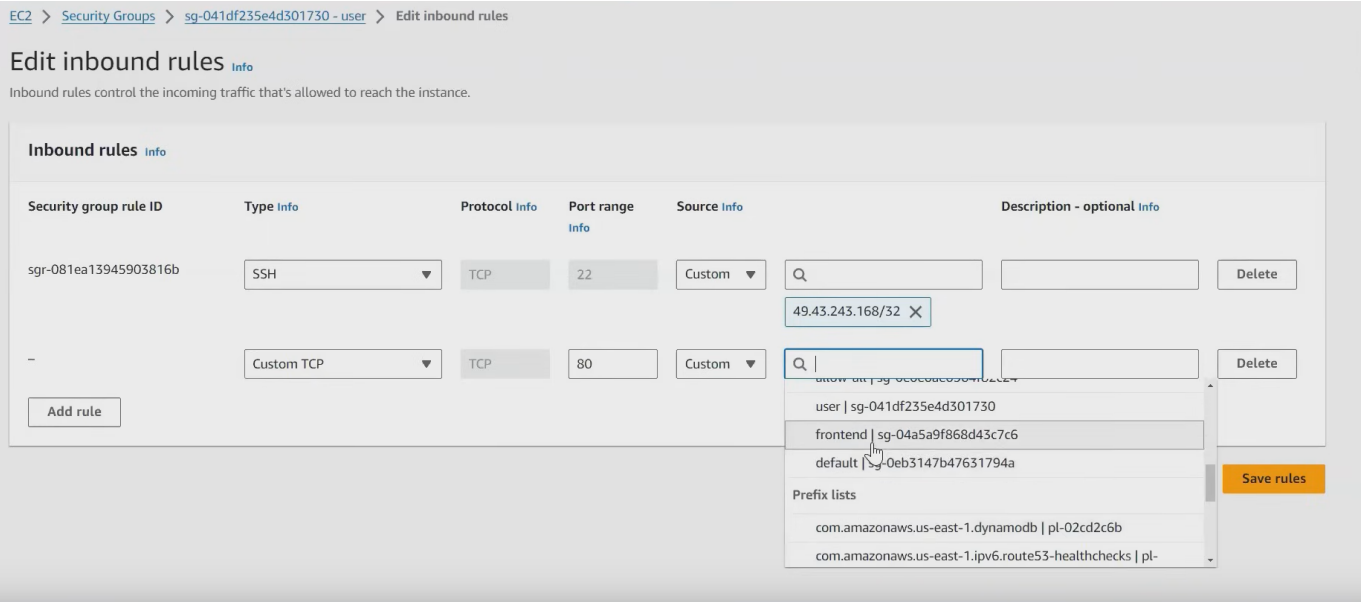 EC2 > Security Groups > sg-041df235e4d301730 - user > Edit inbound rules
Edit inbound rules Info
Inbound rules control the incoming traffic that's allowed to reach the instance.
Inbound rules Info
Security group rule ID Type Info Protocol Info Port range Info Source Info Description - optional Info
sgr-081ea13945903816b SSH TCP 22 Custom Delete
49.43.243.168/32
– Custom TCP TCP 80 Custom Delete
Add rule
user | sg-041df235e4d301730
frontend | sg-04a5a9f868d43c7c6
default | sg-0eb3147b47631794a
Prefix lists
com.amazonaws.us-east-1.dynamodb | pl-02cd2c6b
com.amazonaws.us-east-1.ipv6.route53-healthchecks | pl-
Save rules